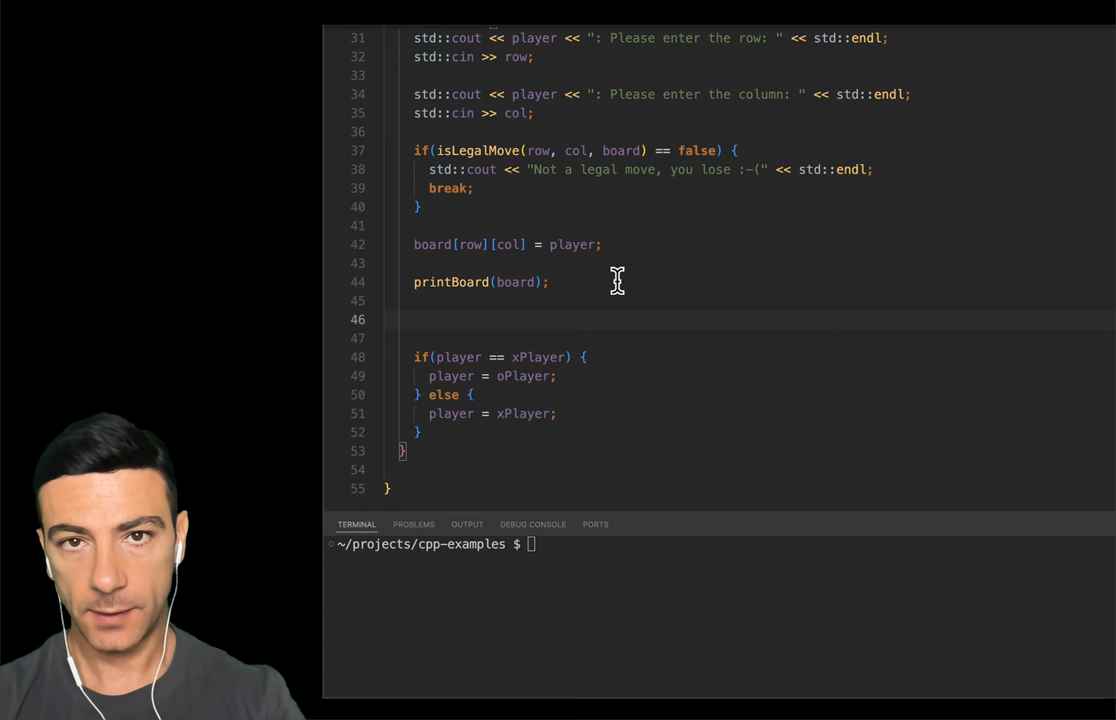 31 std::cout << player << ": Please enter the row: " << std::endl;
32 std::cin >> row;
33
34 std::cout << player << ": Please enter the column: " << std::endl;
35 std::cin >> col;
36
37 if(isLegalMove(row, col, board) == false) {
38 std::cout << "Not a legal move, you lose :-(" << std::endl;
39 break;
40 }
41
42 board[row][col] = player;
43
44 printBoard(board);
45
46
47
48 if(player == xPlayer) {
49 player = oPlayer;
50 } else {
51 player = xPlayer;
52 }
53 }
54
55 }
TERMINAL PROBLEMS OUTPUT DEBUG CONSOLE PORTS
~/projects/cpp-examples $